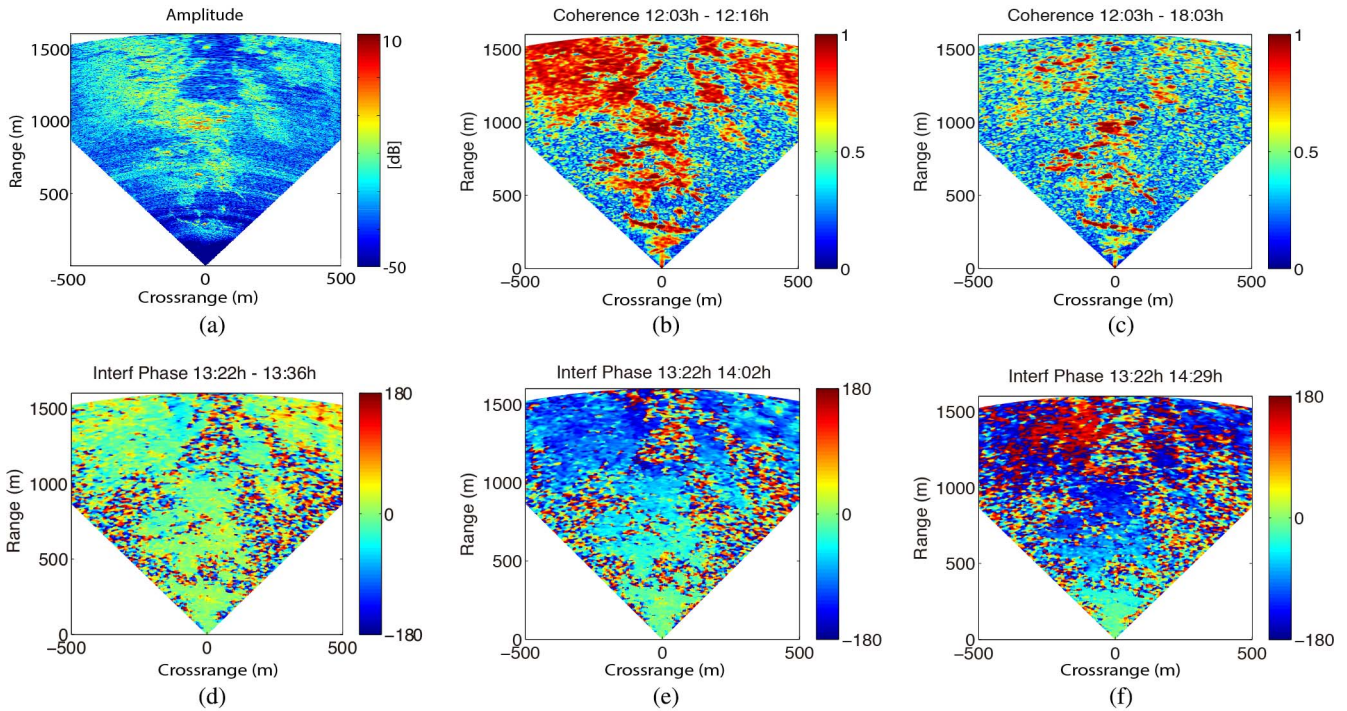 Amplitude
1600
1000
500
Range (m)
-500
0
500
Crossrange (m)
10
[dB]
-50
(a)
Coherence 12:03h - 12:16h
1500
1000
500
0
Range (m)
−500
0
500
Crossrange (m)
1
0.5
0
(b)
Coherence 12:03h - 18:03h
1500
1000
500
0
Range (m)
−500
0
500
Crossrange (m)
1
0.5
0
(c)
Interf Phase 13:22h - 13:36h
1500
1000
500
0
Range (m)
−500
0
500
Crossrange (m)
180
0
−180
(d)
Interf Phase 13:22h 14:02h
1500
1000
500
0
Range (m)
−500
0
500
Crossrange (m)
180
0
−180
(e)
Interf Phase 13:22h 14:29h
1500
1000
500
0
Range (m)
−500
0
500
Crossrange (m)
180
0
−180
(f)